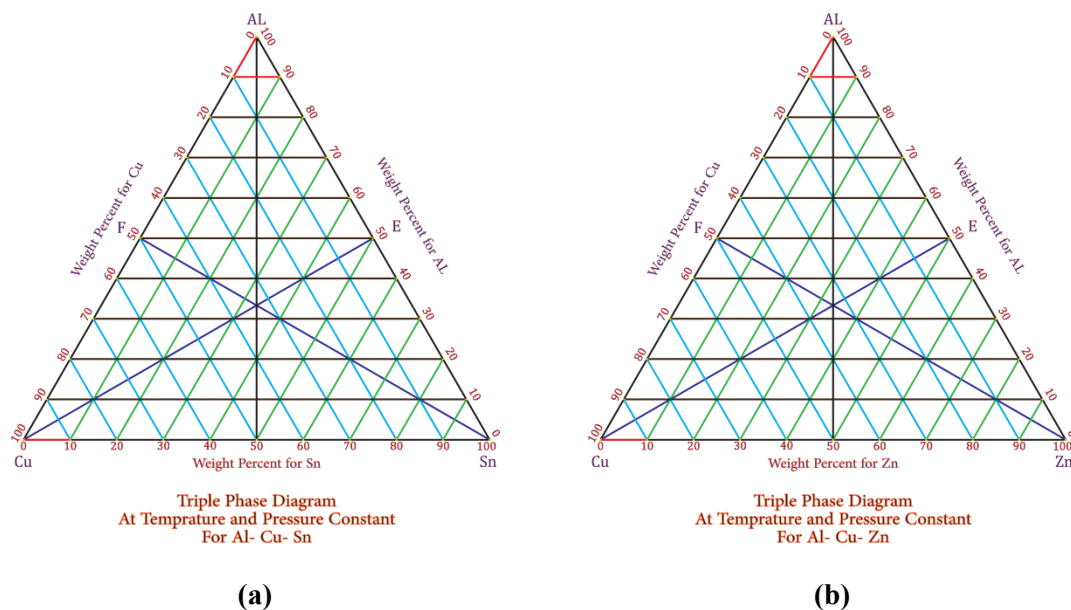 AL
0
100
10
90
20
80
30
70
Weight Percent for Cu
Weight Percent for AL
40
60
F
50
50
E
60
40
70
30
80
20
90
10
100
0
0
10
20
30
40
50
60
70
80
90
100
Cu
Weight Percent for Sn
Sn
Triple Phase Diagram
At Temprature and Pressure Constant
For Al- Cu- Sn
(a)
AL
0
100
10
90
20
80
30
70
Weight Percent for Cu
Weight Percent for AL
40
60
F
50
50
E
60
40
70
30
80
20
90
10
100
0
0
10
20
30
40
50
60
70
80
90
100
Cu
Weight Percent for Zn
Zn
Triple Phase Diagram
At Temprature and Pressure Constant
For Al- Cu- Zn
(b)